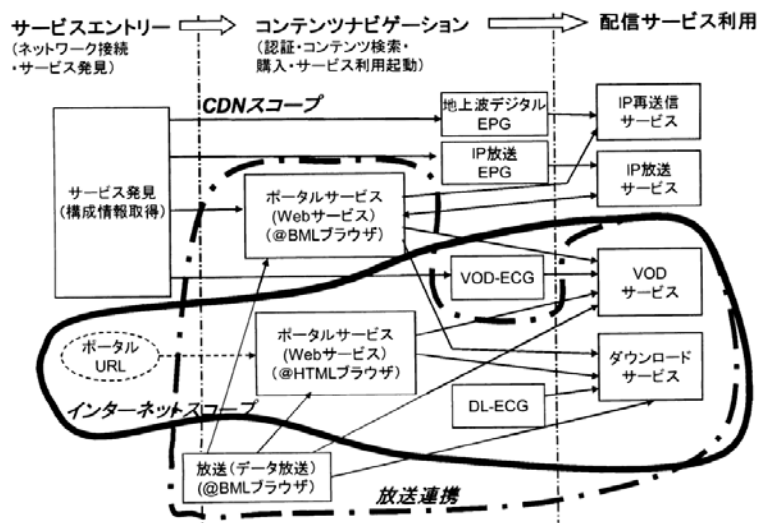 サービスエントリー
(ネットワーク接続
・サービス発見)
コンテンツナビゲーション
(認証・コンテンツ検索・
購入・サービス利用起動)
配信サービス利用
CDNスコープ
地上波デジタル
EPG
IP再送信
サービス
IP放送
EPG
IP放送
サービス
サービス発見
(構成情報取得)
ポータルサービス
(Webサービス)
(@BMLブラウザ)
VOD-ECG
VOD
サービス
ポータル
URL
ポータルサービス
(Webサービス)
(@HTMLブラウザ)
ダウンロード
サービス
DL-ECG
インターネットスコープ
放送(データ放送)
(@BMLブラウザ)
放送連携